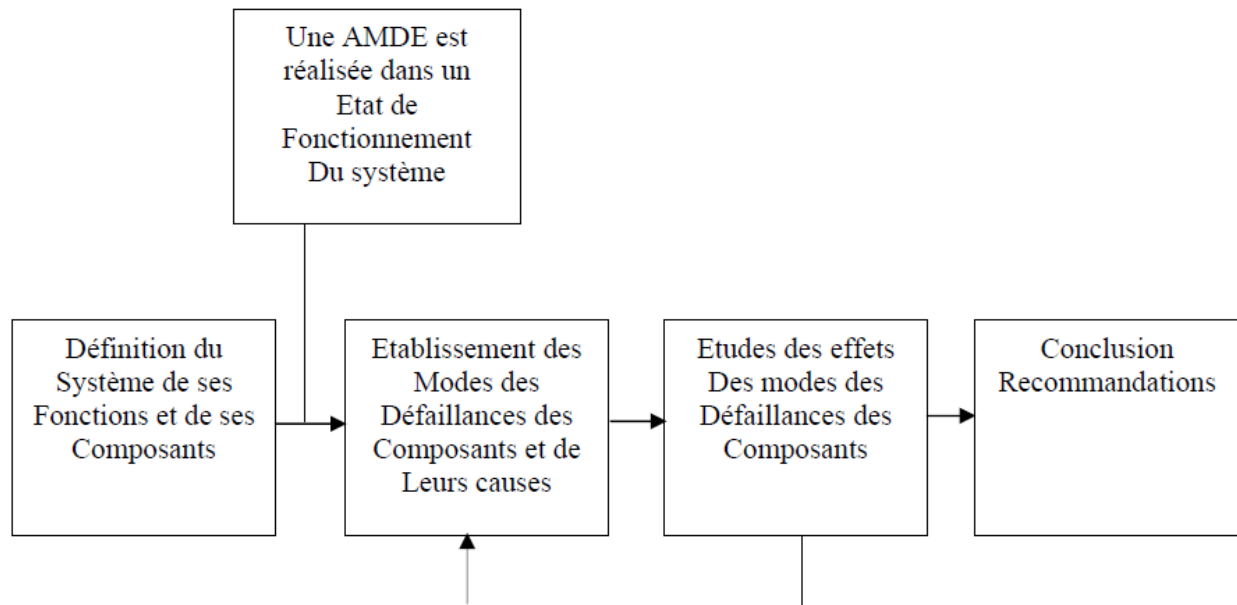 Une AMDE est
réalisée dans un
Etat de
Fonctionnement
Du système
Définition du
Système de ses
Fonctions et de ses
Composants
Etablissement des
Modes des
Défaillances des
Composants et de
Leurs causes
Etudes des effets
Des modes des
Défaillances des
Composants
Conclusion
Recommandations